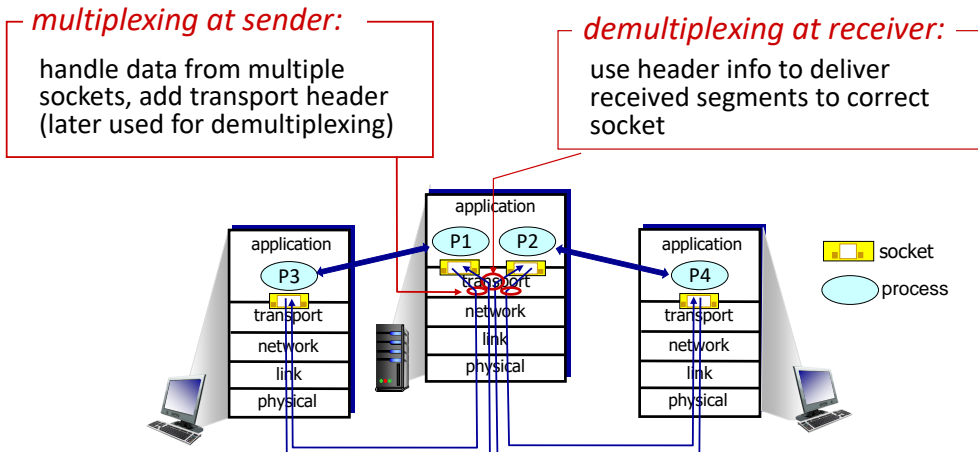 multiplexing at sender:
handle data from multiple
sockets, add transport header
(later used for demultiplexing)
demultiplexing at receiver:
use header info to deliver
received segments to correct
socket
application
P3
transport
network
link
physical
application
P1
P2
transport
network
link
physical
application
P4
transport
network
link
physical
socket
process